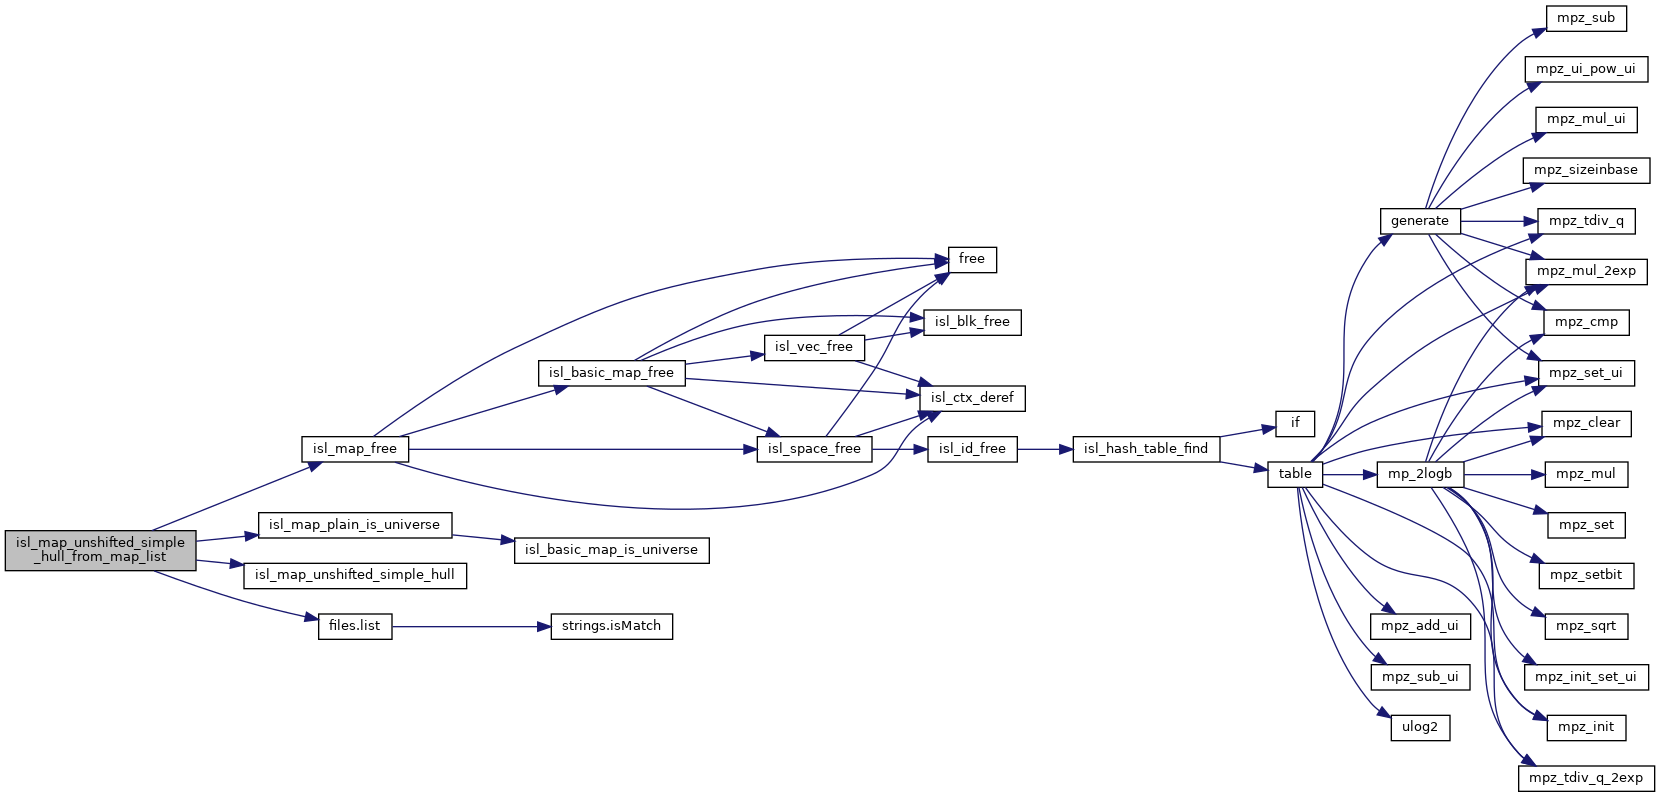 isl_map_unshifted_simple
_hull_from_map_list
isl_map_free
isl_map_plain_is_universe
isl_map_unshifted_simple_hull
files.list
isl_basic_map_free
isl_basic_map_is_universe
strings.isMatch
isl_vec_free
isl_space_free
free
isl_blk_free
isl_ctx_deref
isl_id_free
isl_hash_table_find
if
table
generate
mp_2logb
mpz_add_ui
mpz_sub_ui
ulog2
mpz_sub
mpz_ui_pow_ui
mpz_mul_ui
mpz_sizeinbase
mpz_tdiv_q
mpz_mul_2exp
mpz_cmp
mpz_set_ui
mpz_clear
mpz_mul
mpz_set
mpz_setbit
mpz_sqrt
mpz_init_set_ui
mpz_init
mpz_tdiv_q_2exp